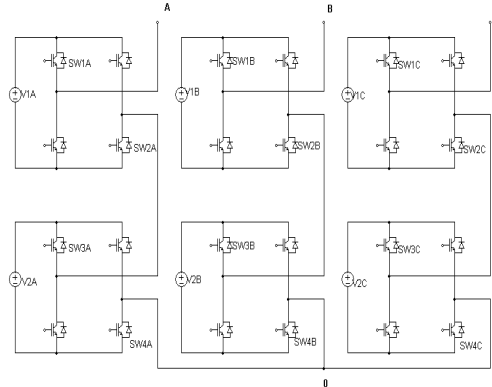 A B
SW1A SW1B SW1C
V1A V1B V1C
SW2A SW2B SW2C
SW3A SW3B SW3C
V2A V2B V2C
SW4A SW4B SW4C
0